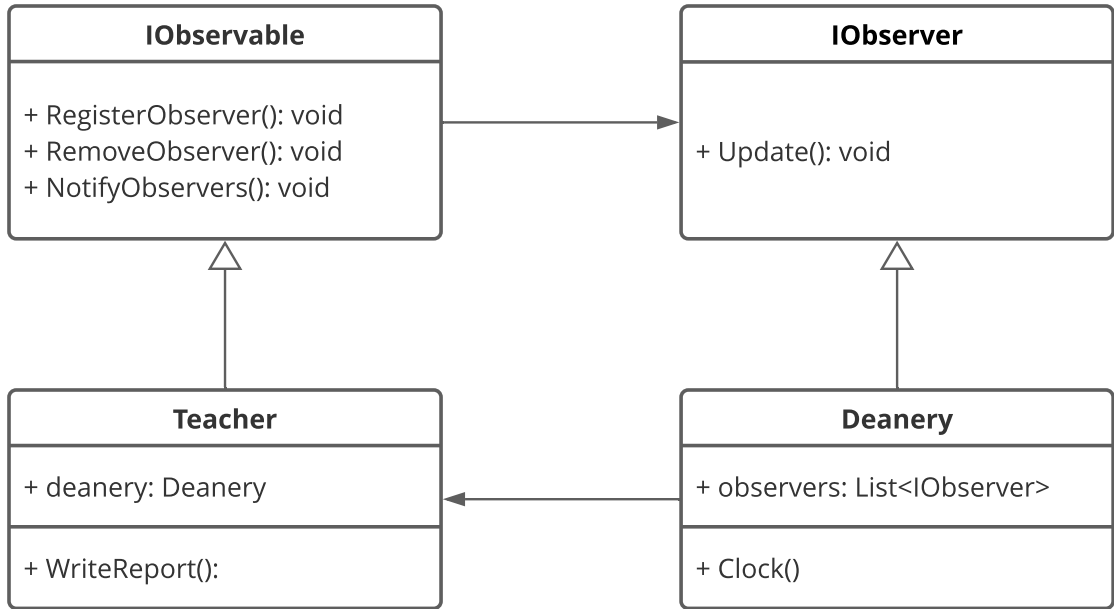 IObservable
+ RegisterObserver(): void
+ RemoveObserver(): void
+ NotifyObservers(): void
IObserver
+ Update(): void
Teacher
+ deanery: Deanery
+ WriteReport():
Deanery
+ observers: List<IObserver>
+ Clock()